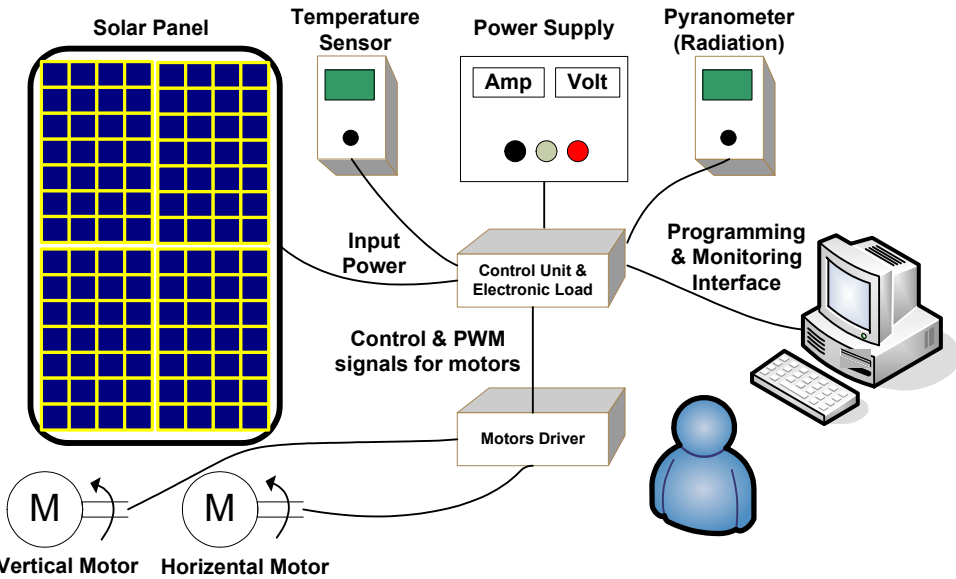 Solar Panel
Temperature
Sensor
Power Supply
Pyranometer
(Radiation)
Amp
Volt
Input
Power
Control Unit &
Electronic Load
Programming
& Monitoring
Interface
Control & PWM
signals for motors
Motors Driver
M
M
Vertical Motor
Horizental Motor